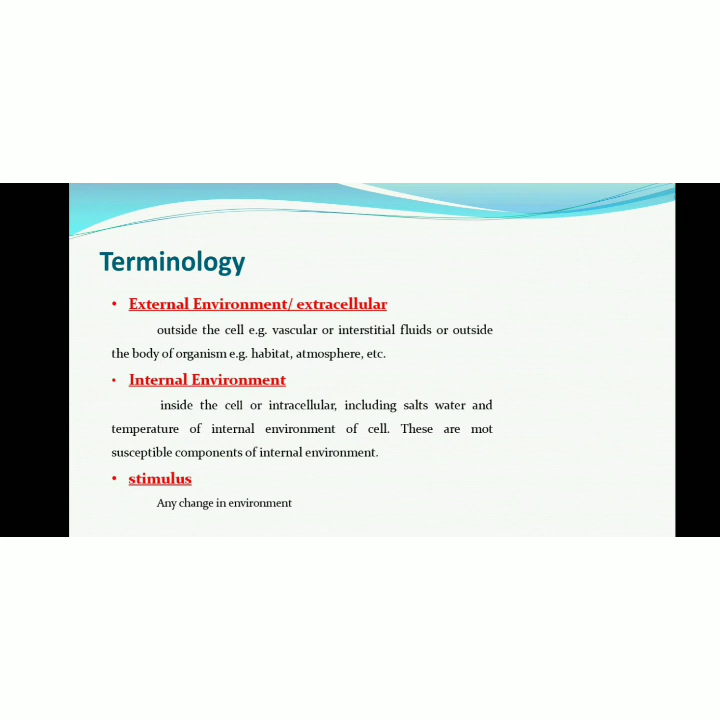 Terminology
• External Environment/ extracellular
outside the cell e.g. vascular or interstitial fluids or outside
the body of organism e.g. habitat, atmosphere, etc.
• Internal Environment
inside the cell or intracellular, including salts water and
temperature of internal environment of cell. These are mot
susceptible components of internal environment.
• stimulus
Any change in environment